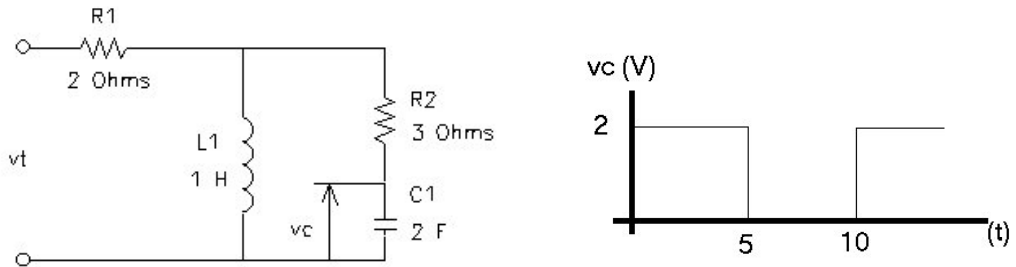 R1
2 Ohms
vt
L1
1 H
R2
3 Ohms
vc
C1
2 F
vc (V)
2
5
10
(t)